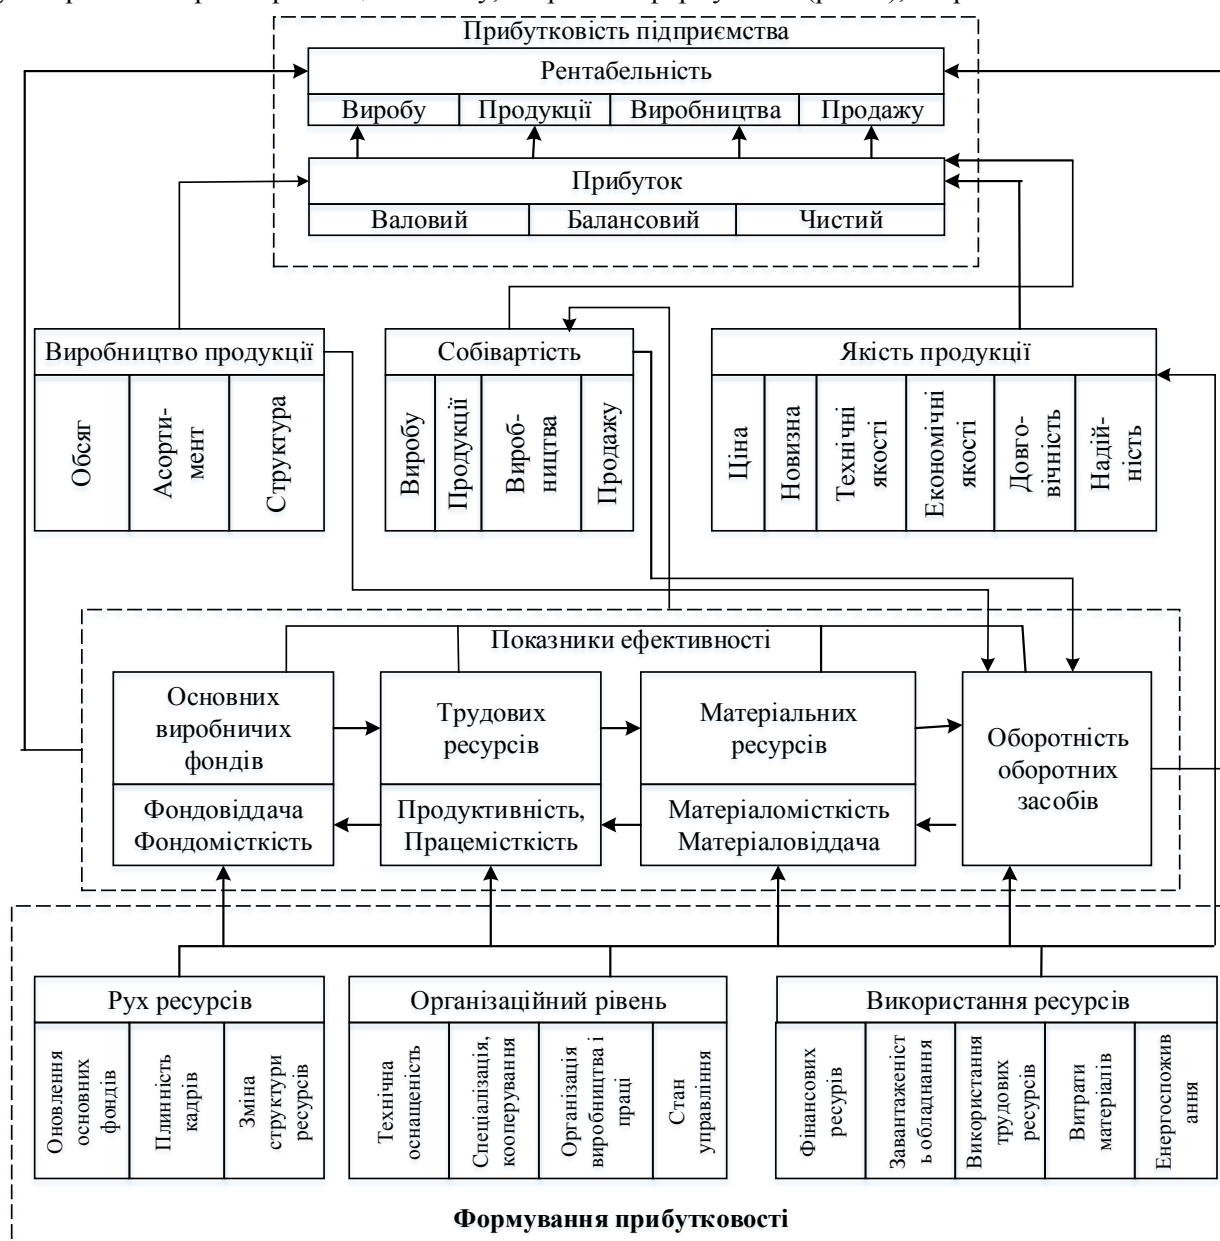 Прибутковість підприємства
Рентабельність
Виробу
Продукції
Виробництва
Продажу
Прибуток
Валовий
Балансовий
Чистий
Виробництво продукції
Обсяг
Асорти-
мент
Структура
Собівартість
Виробу
Продукції
Вироб-
ництва
Продажу
Якість продукції
Ціна
Новизна
Технічні
якості
Економічні
якості
Довго-
вічність
Надій-
ність
Показники ефективності
Основних
виробничих
фондів
Фондовіддача
Фондомісткість
Трудових
ресурсів
Продуктивність,
Працемісткість
Матеріальних
ресурсів
Матеріаломісткість
Матеріаловіддача
Оборотність
оборотних
засобів
Рух ресурсів
Оновлення
основних
фондів
Плинність
кадрів
Зміна
структури
ресурсів
Організаційний рівень
Технічна
оснащеність
Спеціалізація,
кооперування
Організація
виробництва і
праці
Стан
управління
Використання ресурсів
Фінансових
ресурів
Завантаженіст
ь обладнання
Використання
трудових
ресурсів
Витрати
матеріалів
Енергоспожив
ання
Формування прибутковості